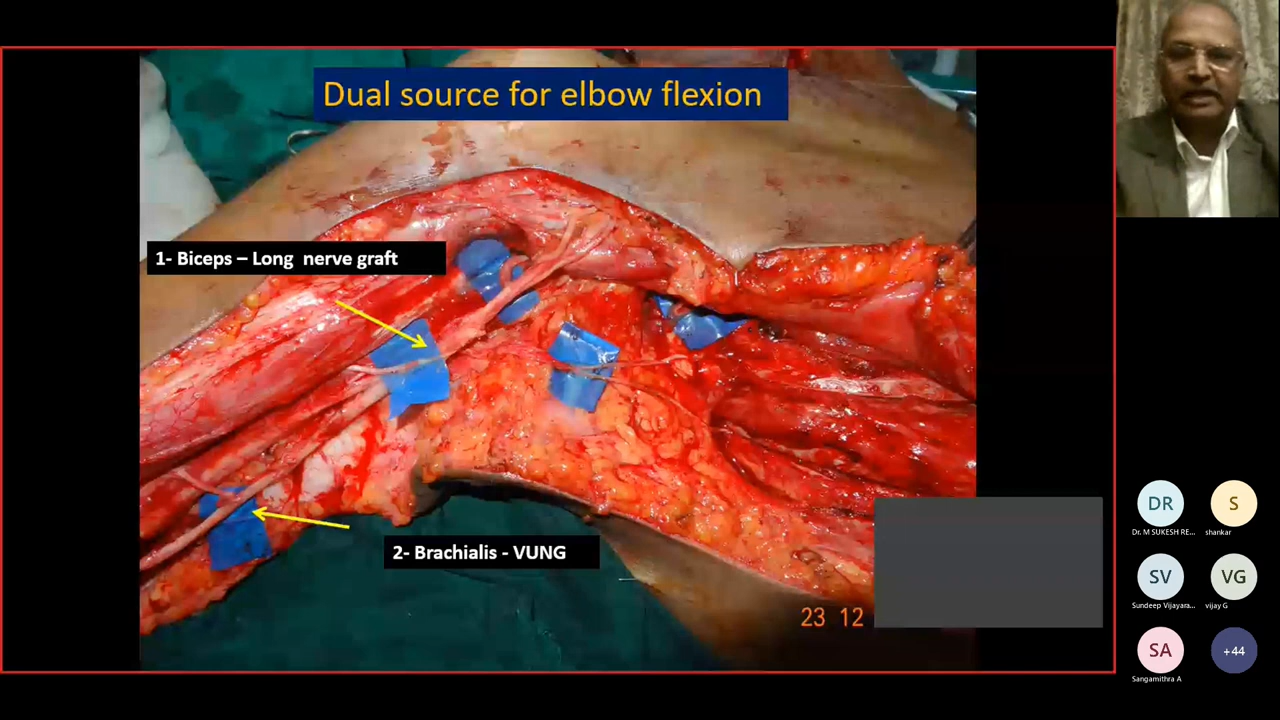 Dual source for elbow flexion
1- Biceps – Long nerve graft
2- Brachialis - VUNG
23 12
DR
S
Dr. M SUKESH RE...
shankar
SV
VG
Sundeep Vijayara...
vijay G
SA
+44
Sangamithra A